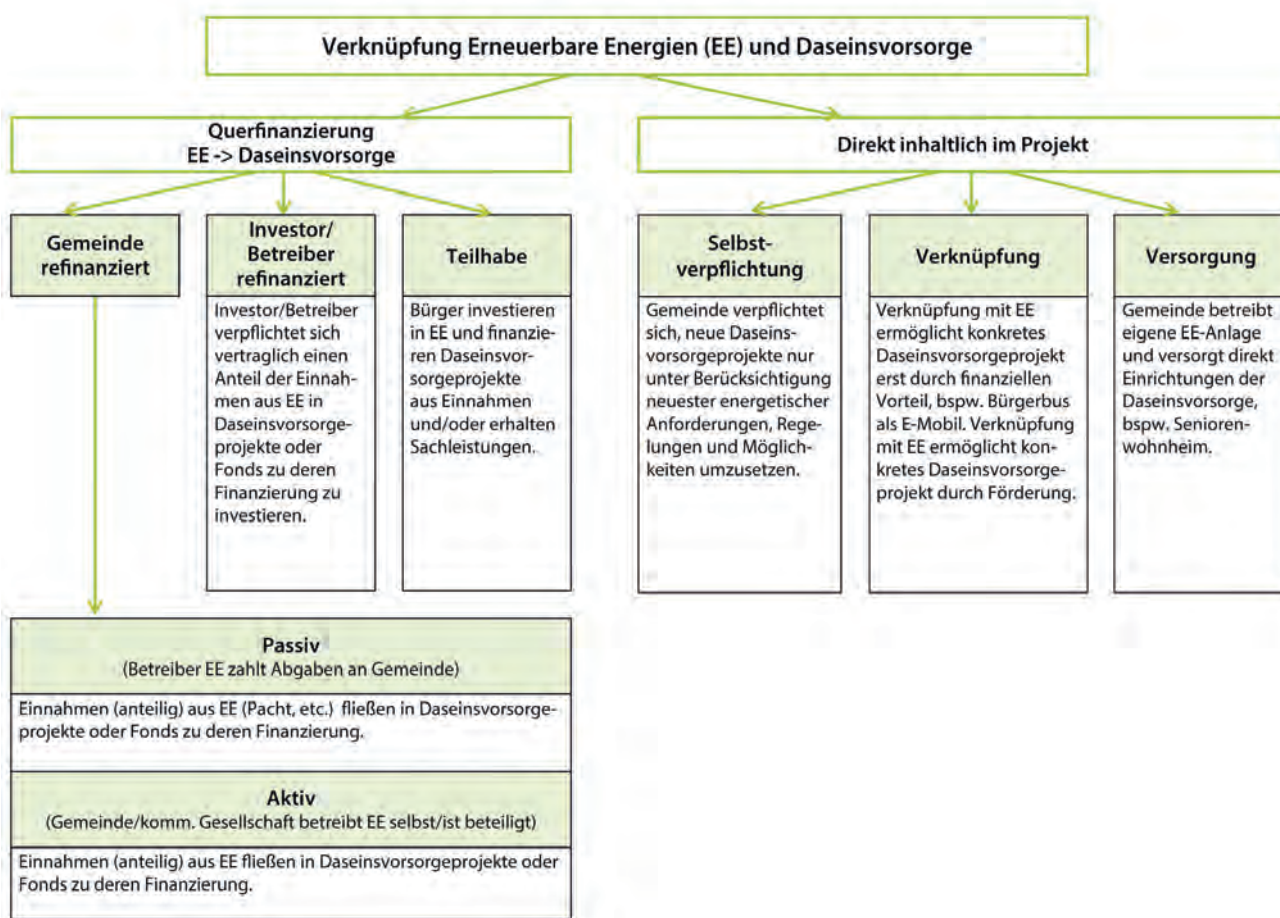 Verknüpfung Erneuerbare Energien (EE) und Daseinsvorsorge
Querfinanzierung
EE -> Daseinsvorsorge
Direkt inhaltlich im Projekt
Gemeinde
refinanziert
Investor/
Betreiber
refinanziert
Investor/Betreiber
verpflichtet sich
vertraglich einen
Anteil der Einnah-
men aus EE in
Daseinsvorsorge-
projekte oder
Fonds zu deren
Finanzierung zu
investieren.
Teilhabe
Bürger investieren
in EE und finanzie-
ren Daseinsvor-
sorgeprojekte
aus Einnahmen
und/oder erhalten
Sachleistungen.
Selbst-
verpflichtung
Gemeinde verpflichtet
sich, neue Daseins-
vorsorgeprojekte nur
unter Berücksichtigung
neuester energetischer
Anforderungen, Rege-
lungen und Möglich-
keiten umzusetzen.
Verknüpfung
Verknüpfung mit EE
ermöglicht konkretes
Daseinsvorsorgeprojekt
erst durch finanziellen
Vorteil, bspw. Bürgerbus
als E-Mobil. Verknüpfung
mit EE ermöglicht kon-
kretes Daseinsvorsorge-
projekt durch Förderung.
Versorgung
Gemeinde betreibt
eigene EE-Anlage
und versorgt direkt
Einrichtungen der
Daseinsvorsorge,
bspw. Senioren-
wohnheim.
Passiv
(Betreiber EE zahlt Abgaben an Gemeinde)
Einnahmen (anteilig) aus EE (Pacht, etc.) fließen in Daseinsvorsorge-
projekte oder Fonds zu deren Finanzierung.
Aktiv
(Gemeinde/komm. Gesellschaft betreibt EE selbst/ist beteiligt)
Einnahmen (anteilig) aus EE fließen in Daseinsvorsorgeprojekte oder
Fonds zu deren Finanzierung.